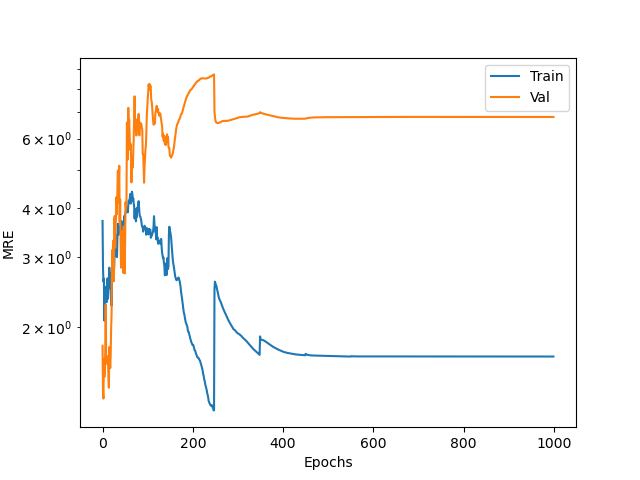 Train
Val
6 × 10⁰
4 × 10⁰
3 × 10⁰
2 × 10⁰
MRE
0 200 400 600 800 1000
Epochs